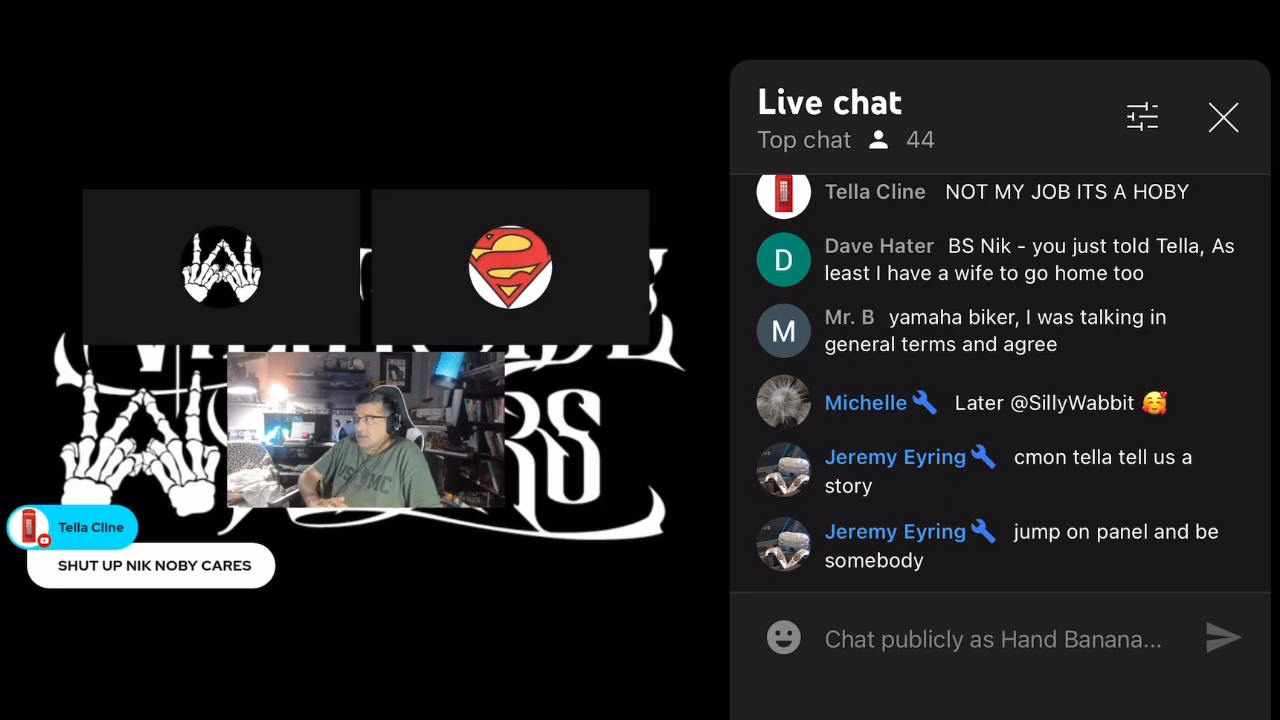 Live chat
Top chat 44
Tella Cline NOT MY JOB ITS A HOBY
Dave Hater BS Nik - you just told Tella, As
least I have a wife to go home too
D
Mr. B yamaha biker, I was talking in
general terms and agree
M
Michelle Later @SillyWabbit 🥰
Jeremy Eyring cmon tella tell us a
story
Jeremy Eyring jump on panel and be
somebody
Chat publicly as Hand Banana...
Tella Cline
SHUT UP NIK NOBY CARES